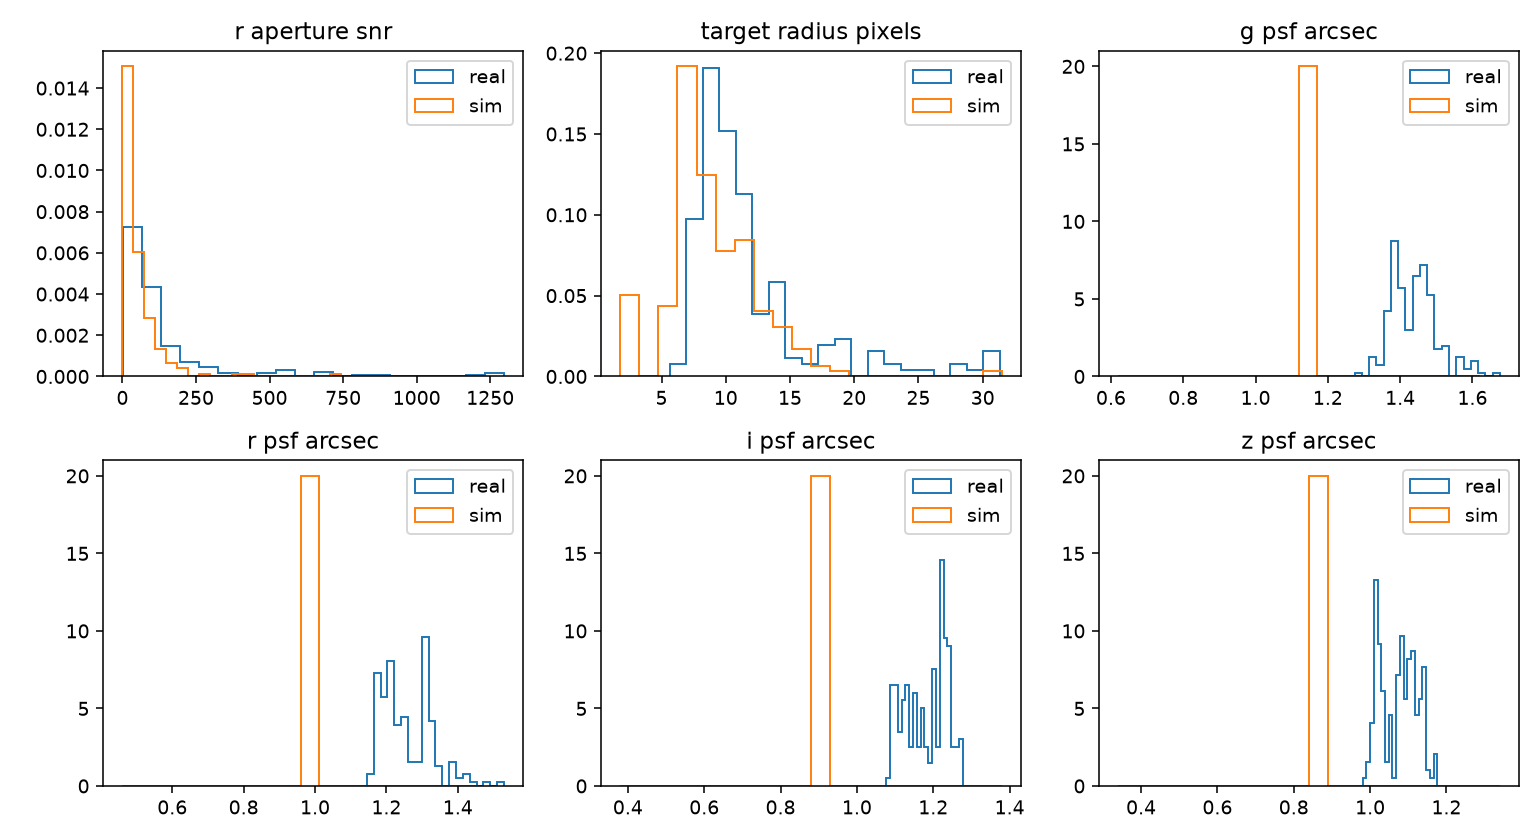 r aperture snr
real
sim
0.014
0.012
0.010
0.008
0.006
0.004
0.002
0.000
0 250 500 750 1000 1250
target radius pixels
real
sim
0.20
0.15
0.10
0.05
0.00
5 10 15 20 25 30
g psf arcsec
real
sim
20
15
10
5
0
0.6 0.8 1.0 1.2 1.4 1.6
r psf arcsec
real
sim
20
15
10
5
0
0.6 0.8 1.0 1.2 1.4
i psf arcsec
real
sim
20
15
10
5
0
0.4 0.6 0.8 1.0 1.2 1.4
z psf arcsec
real
sim
20
15
10
5
0
0.4 0.6 0.8 1.0 1.2